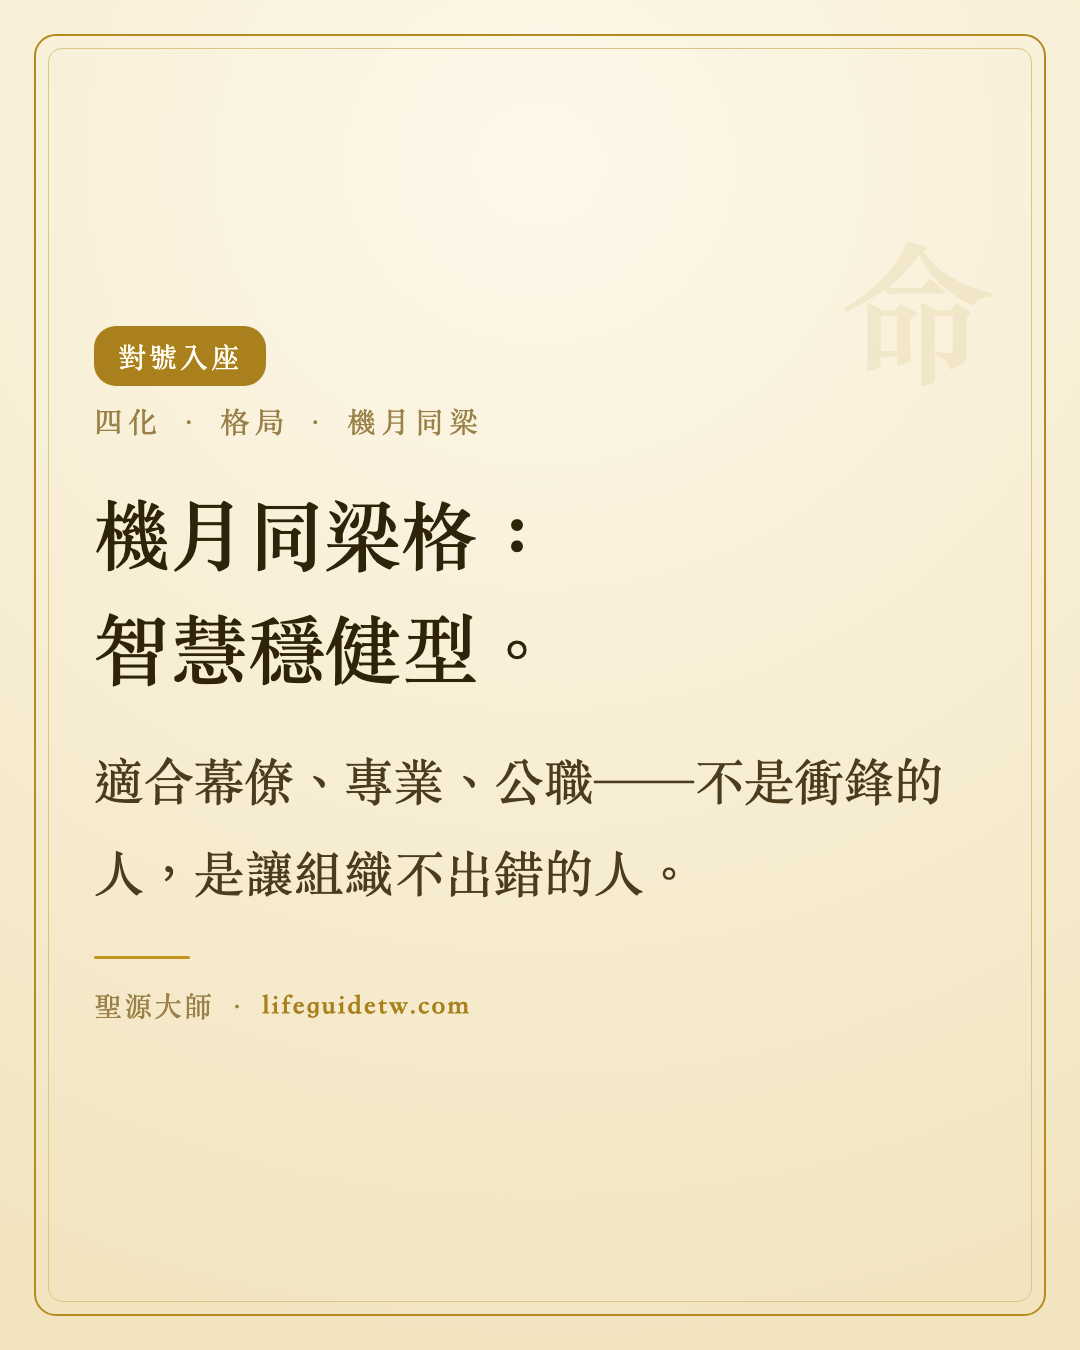 命
對號入座
四化 · 格局 · 機月同梁
機月同梁格：
智慧穩健型。
適合幕僚、專業、公職——不是衝鋒的
人，是讓組織不出錯的人。
聖源大師 · lifeguidetw.com